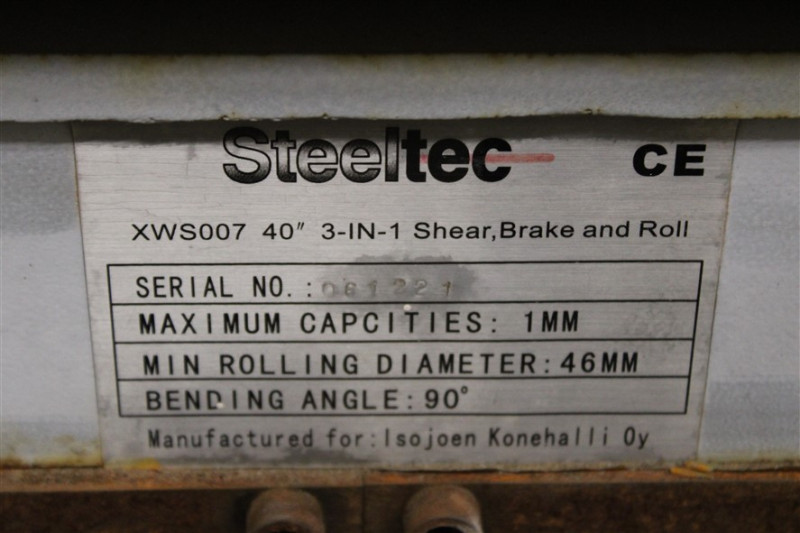 Steeltec CE
XWS007 40" 3-IN-1 Shear,Brake and Roll
SERIAL NO.:061221
MAXIMUM CAPCITIES: 1MM
MIN ROLLING DIAMETER:46MM
BENDING ANGLE:90°
Manufactured for:Isojoen Konehalli Oy